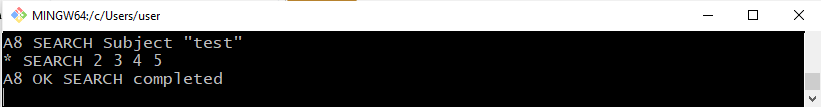 MINGW64:/c/Users/user
A8 SEARCH Subject "test"
* SEARCH 2 3 4 5
A8 OK SEARCH completed